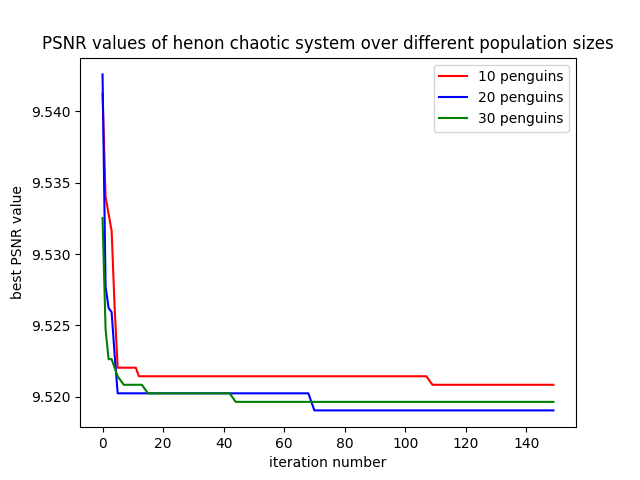 PSNR values of henon chaotic system over different population sizes
10 penguins
20 penguins
30 penguins
best PSNR value
9.540
9.535
9.530
9.525
9.520
0 20 40 60 80 100 120 140
iteration number